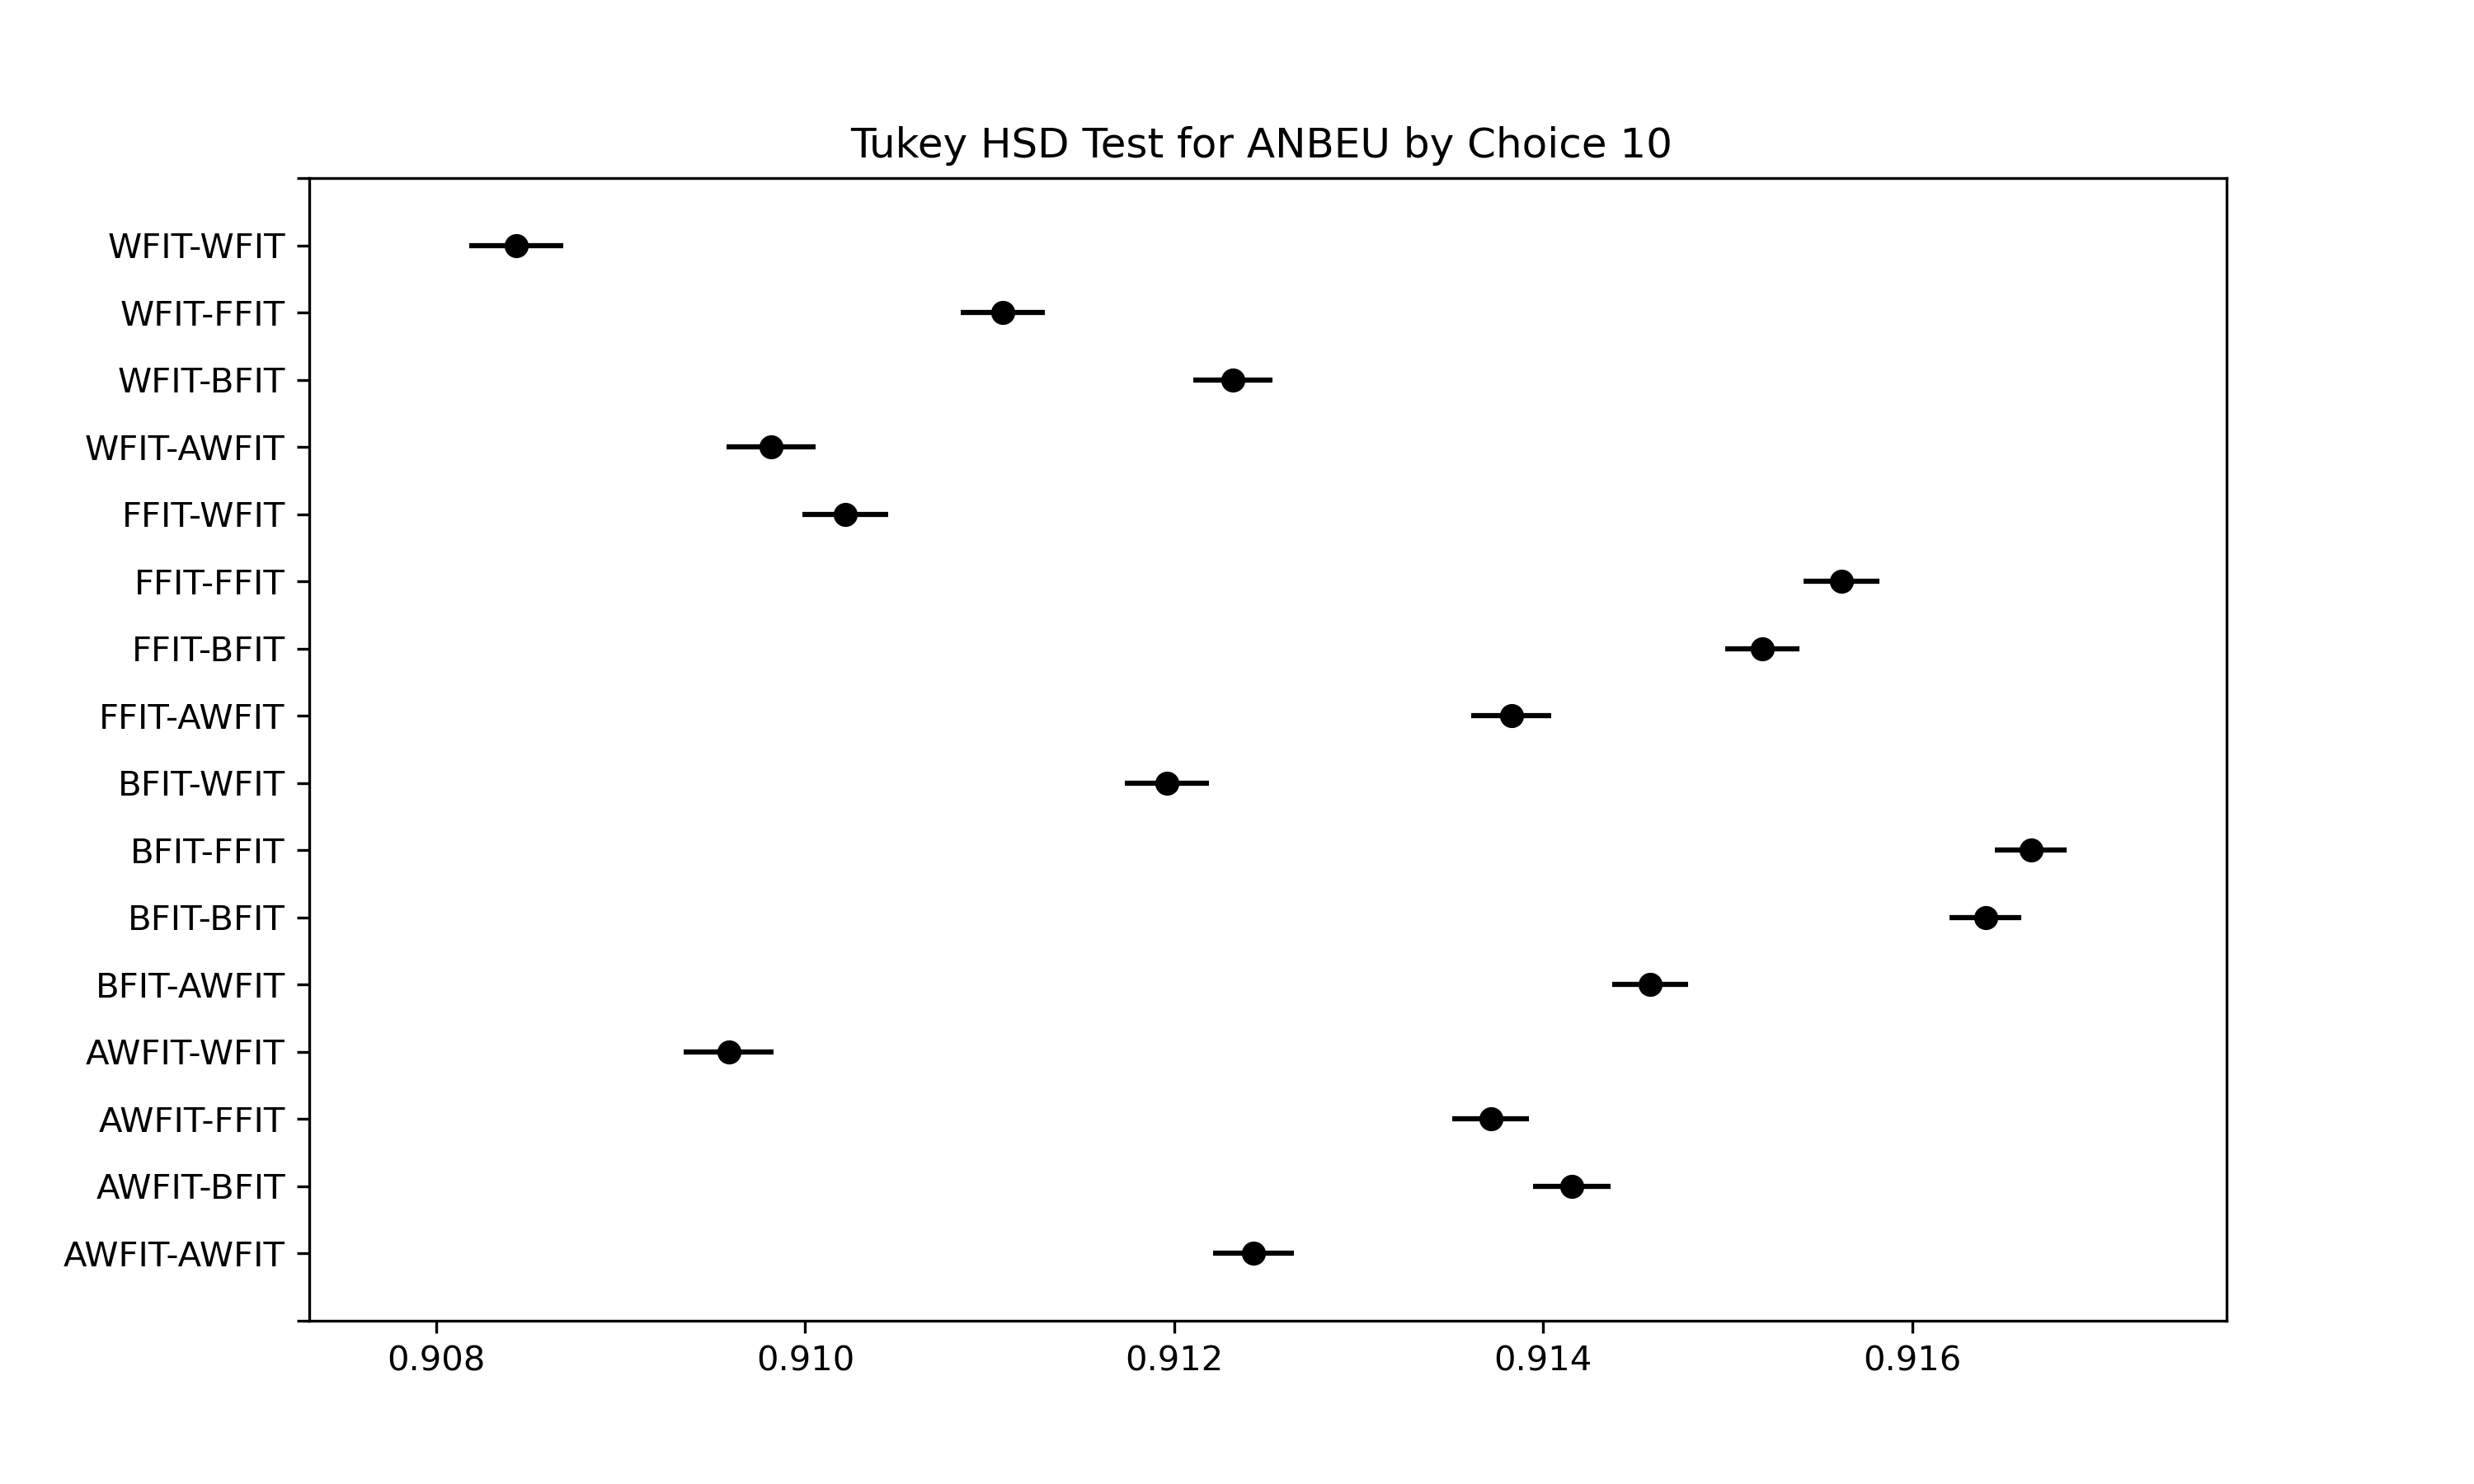 Tukey HSD Test for ANBEU by Choice 10
WFIT-WFIT
WFIT-FFIT
WFIT-BFIT
WFIT-AWFIT
FFIT-WFIT
FFIT-FFIT
FFIT-BFIT
FFIT-AWFIT
BFIT-WFIT
BFIT-FFIT
BFIT-BFIT
BFIT-AWFIT
AWFIT-WFIT
AWFIT-FFIT
AWFIT-BFIT
AWFIT-AWFIT
0.908 0.910 0.912 0.914 0.916